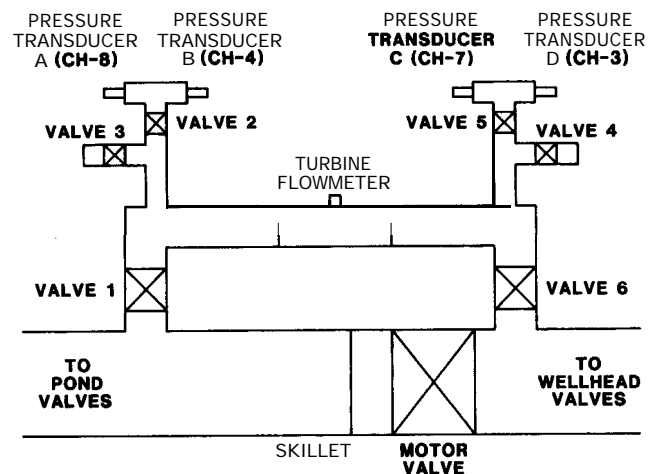 PRESSURE
TRANSDUCER
A (CH-8)
PRESSURE
TRANSDUCER
B (CH-4)
PRESSURE
TRANSDUCER
C (CH-7)
PRESSURE
TRANSDUCER
D (CH-3)
VALVE 3
VALVE 2
VALVE 5
VALVE 4
TURBINE
FLOWMETER
VALVE 1
VALVE 6
TO
POND
VALVES
TO
WELLHEAD
VALVES
SKILLET
MOTOR
VALVE